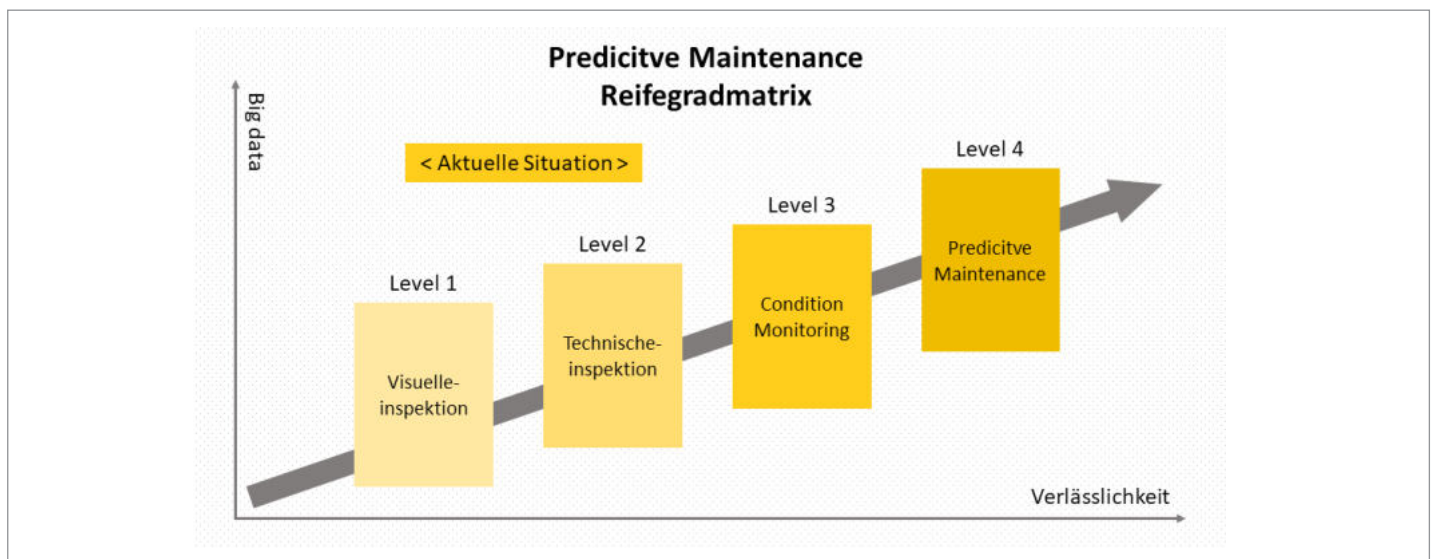 Predicitve Maintenance
Reifegradmatrix
Big data
< Aktuelle Situation >
Level 1
Visuelle-
inspektion
Level 2
Technische-
inspektion
Level 3
Condition
Monitoring
Level 4
Predicitve
Maintenance
Verlässlichkeit